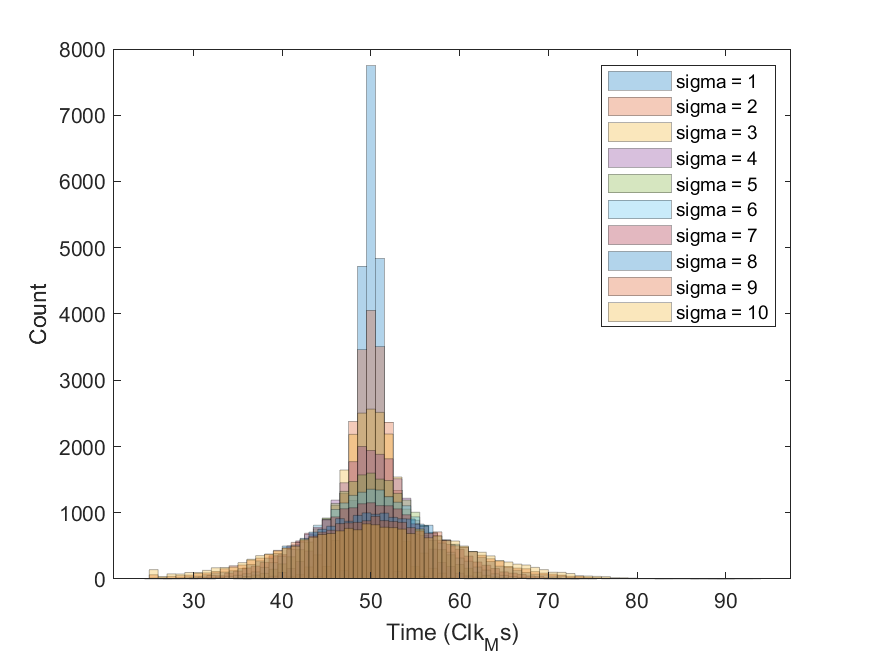 8000
7000
6000
5000
4000
3000
2000
1000
0
Count
sigma = 1
sigma = 2
sigma = 3
sigma = 4
sigma = 5
sigma = 6
sigma = 7
sigma = 8
sigma = 9
sigma = 10
30 40 50 60 70 80 90
Time (Clk_Ms)